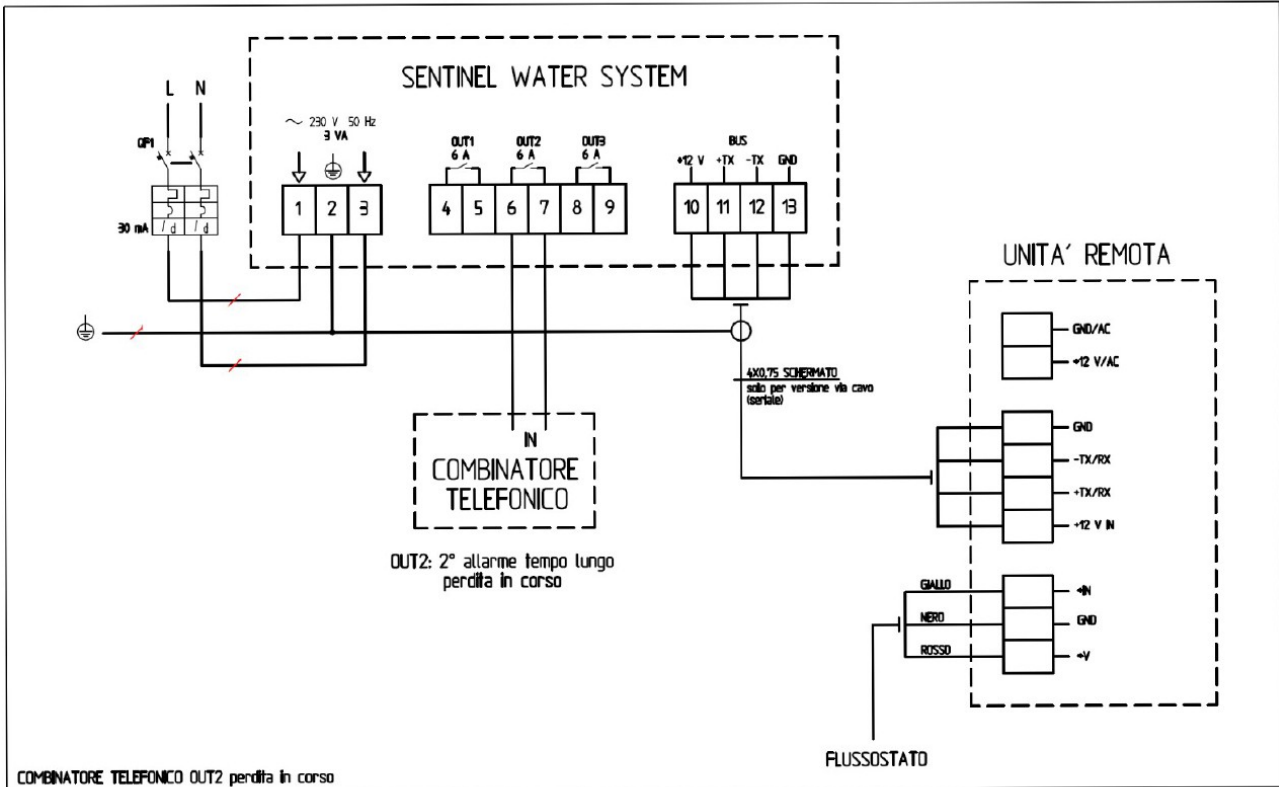 SENTINEL WATER SYSTEM
L N
QF1
30 mA
I d I d
~ 230 V 50 Hz
3 VA
1 2 3
OUT1
6 A
OUT2
6 A
OUT3
6 A
4 5 6 7 8 9
BUS
+12 V +TX -TX GND
10 11 12 13
UNITA' REMOTA
GND/AC
+12 V/AC
4X0,75 SCHERMATO
solo per versione via cavo
(seriale)
GND
-TX/RX
+TX/RX
+12 V IN
IN
COMBINATORE
TELEFONICO
OUT2: 2° allarme tempo lungo
perdita in corso
GIALLO
+IN
NERO
GND
ROSSO
+V
FLUSSOSTATO
COMBINATORE TELEFONICO OUT2 perdita in corso